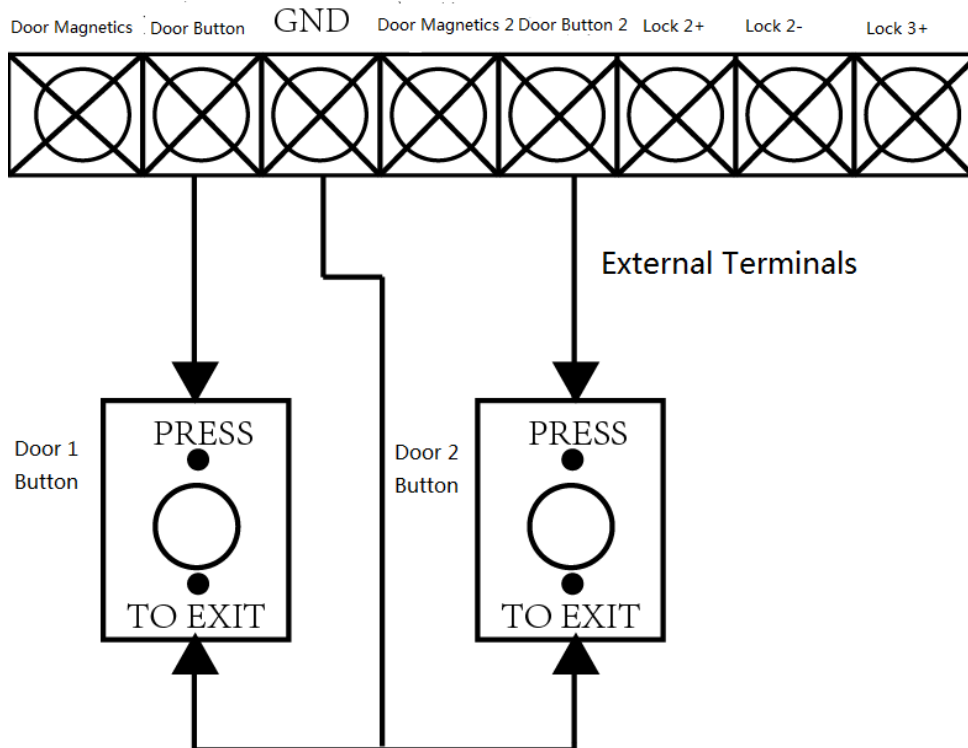 Door Magnetics Door Button GND Door Magnetics 2 Door Button 2 Lock 2+ Lock 2- Lock 3+
External Terminals
Door 1
Button
PRESS
TO EXIT
Door 2
Button
PRESS
TO EXIT